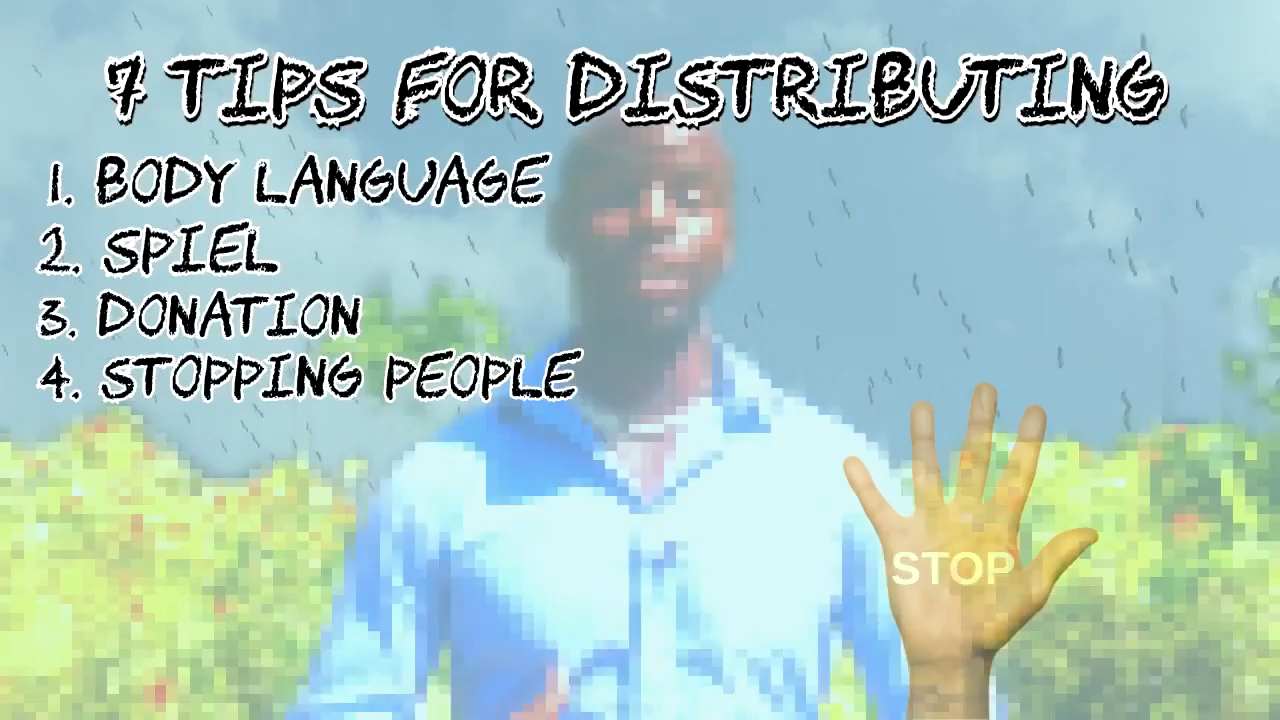 7 TIPS FOR DISTRIBUTING
1. BODY LANGUAGE
2. SPIEL
3. DONATION
4. STOPPING PEOPLE
STOP